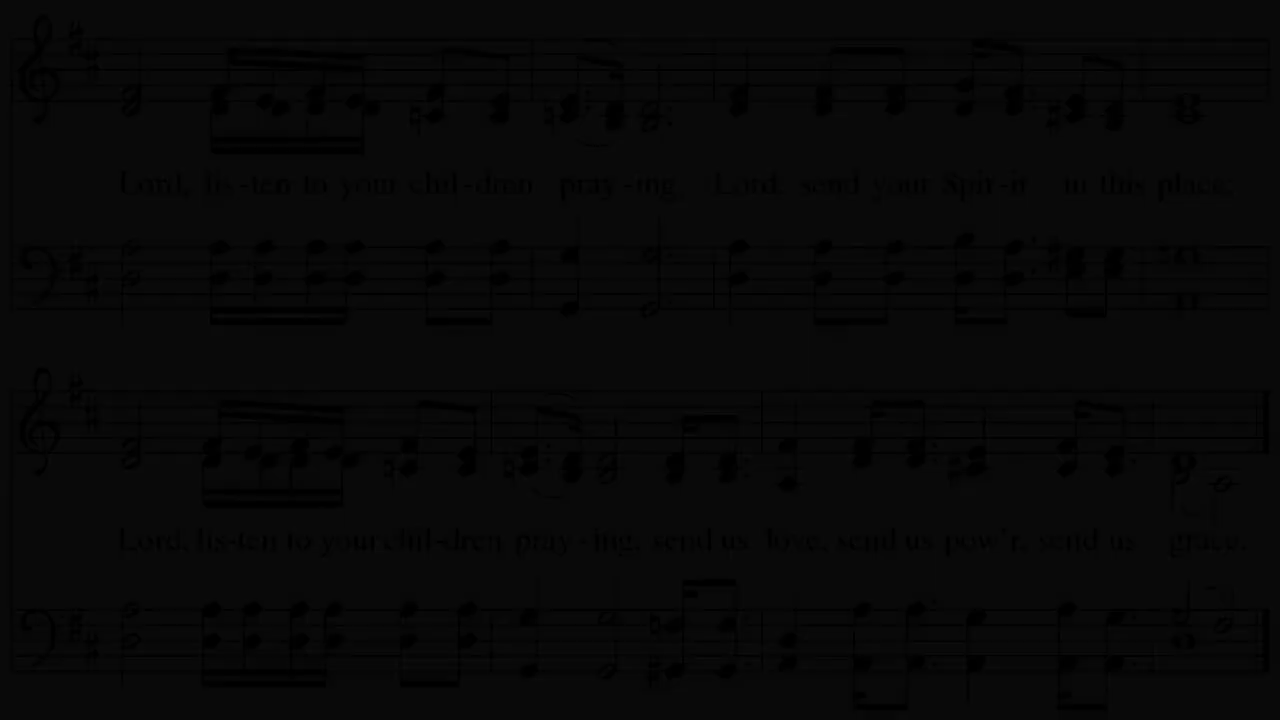 Lord, lis-ten to your chil-dren pray-ing, Lord, send your Spir-it in this place;
Lord, lis-ten to your chil-dren pray-ing, send us love, send us pow'r, send us grace.